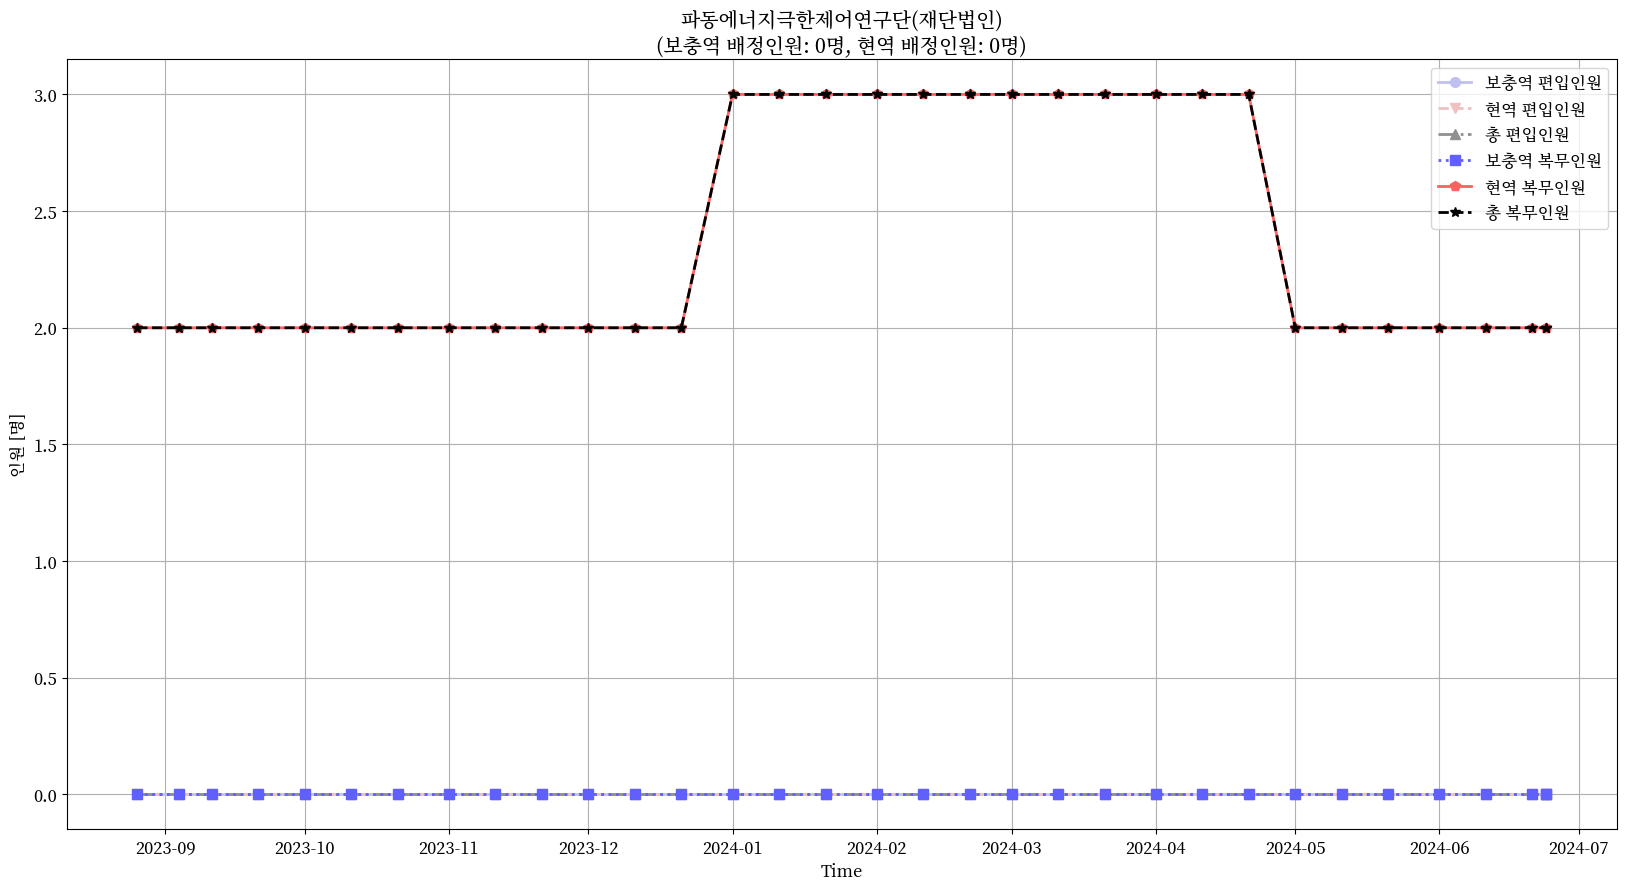 파동에너지극한제어연구단(재단법인)
(보충역 배정인원: 0명, 현역 배정인원: 0명)
보충역 편입인원
현역 편입인원
총 편입인원
보충역 복무인원
현역 복무인원
총 복무인원
인원 [명]
3.0
2.5
2.0
1.5
1.0
0.5
0.0
2023-09 2023-10 2023-11 2023-12 2024-01 2024-02 2024-03 2024-04 2024-05 2024-06 2024-07
Time